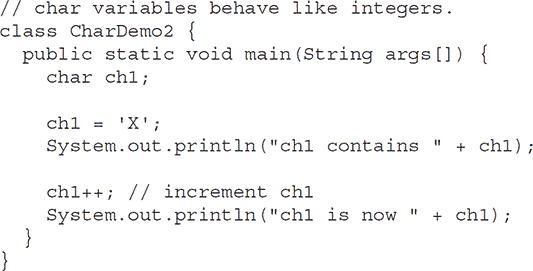 // char variables behave like integers.
class CharDemo2 {
  public static void main(String args[]) {
    char ch1;

    ch1 = 'X';
    System.out.println("ch1 contains " + ch1);

    ch1++; // increment ch1
    System.out.println("ch1 is now " + ch1);
  }
}